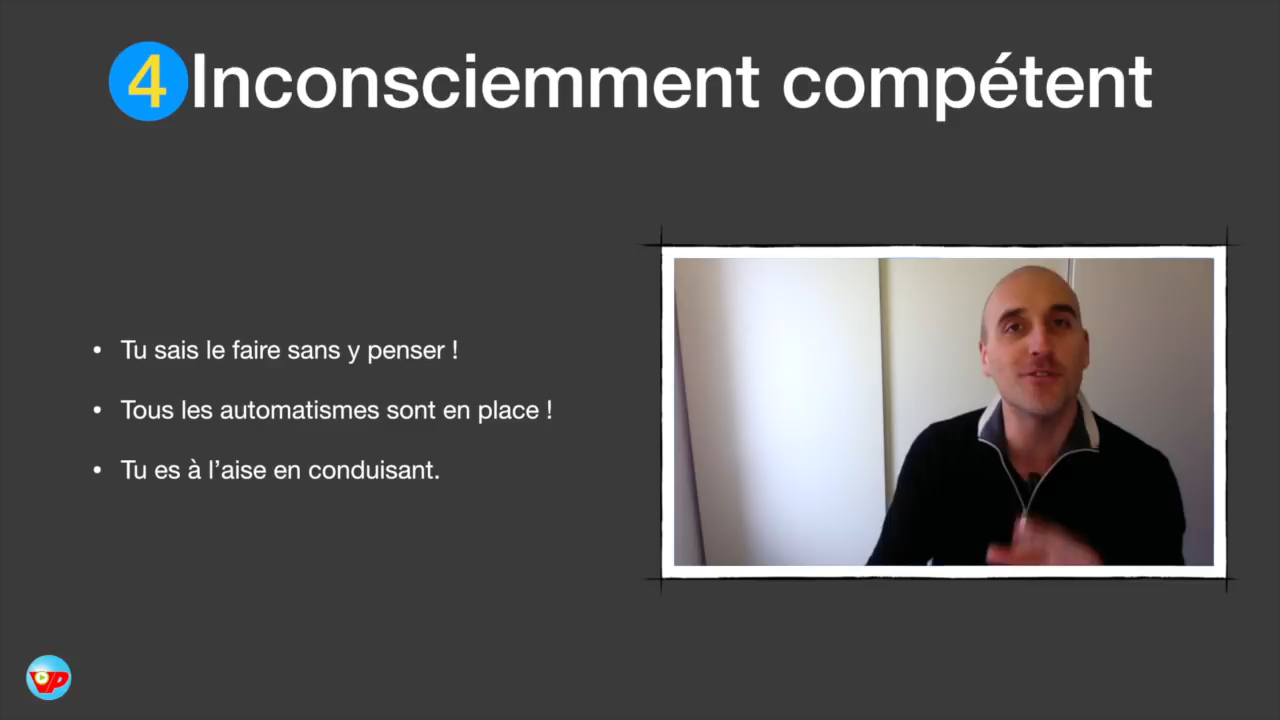 4 Inconsciemment compétent
• Tu sais le faire sans y penser !
• Tous les automatismes sont en place !
• Tu es à l’aise en conduisant.
VP